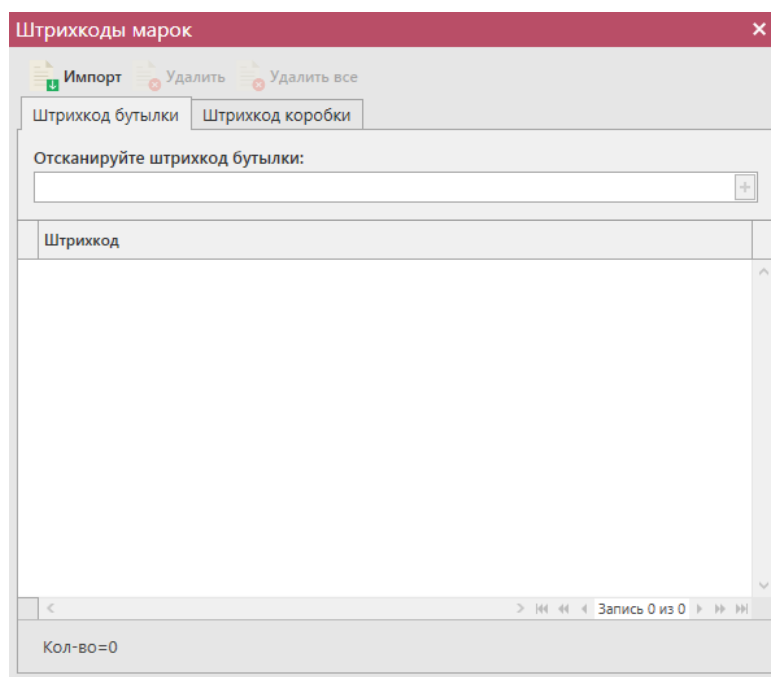 Штрихкоды марок
Импорт Удалить Удалить все
Штрихкод бутылки Штрихкод коробки
Отсканируйте штрихкод бутылки:
Штрихкод
Запись 0 из 0
Кол-во=0